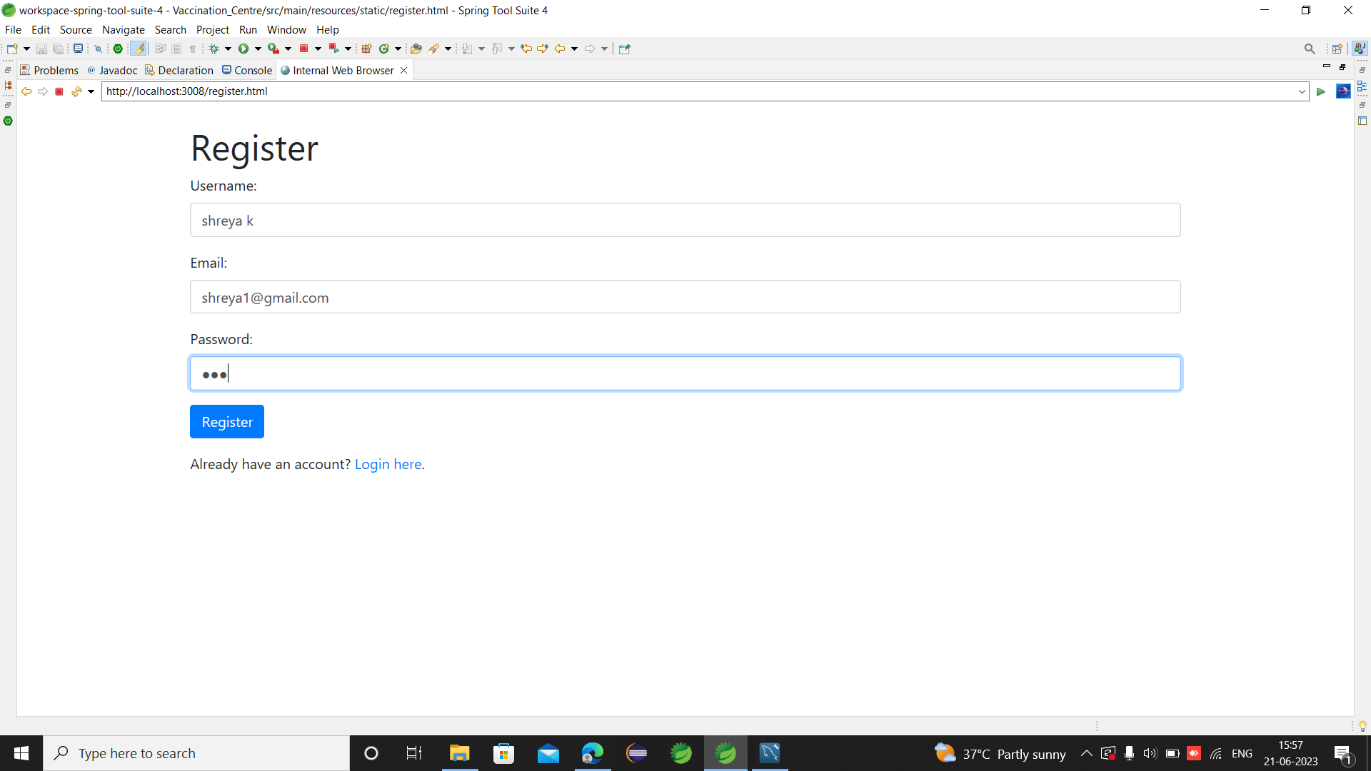 workspace-spring-tool-suite-4 - Vaccination_Centre/src/main/resources/static/register.html - Spring Tool Suite 4
File Edit Source Navigate Search Project Run Window Help
Problems @ Javadoc Declaration Console Internal Web Browser
http://localhost:3008/register.html
Register
Username:
shreya k
Email:
shreya1@gmail.com
Password:
•••
Register
Already have an account? Login here.
Type here to search
37°C Partly sunny
ENG
15:57
21-06-2023
1